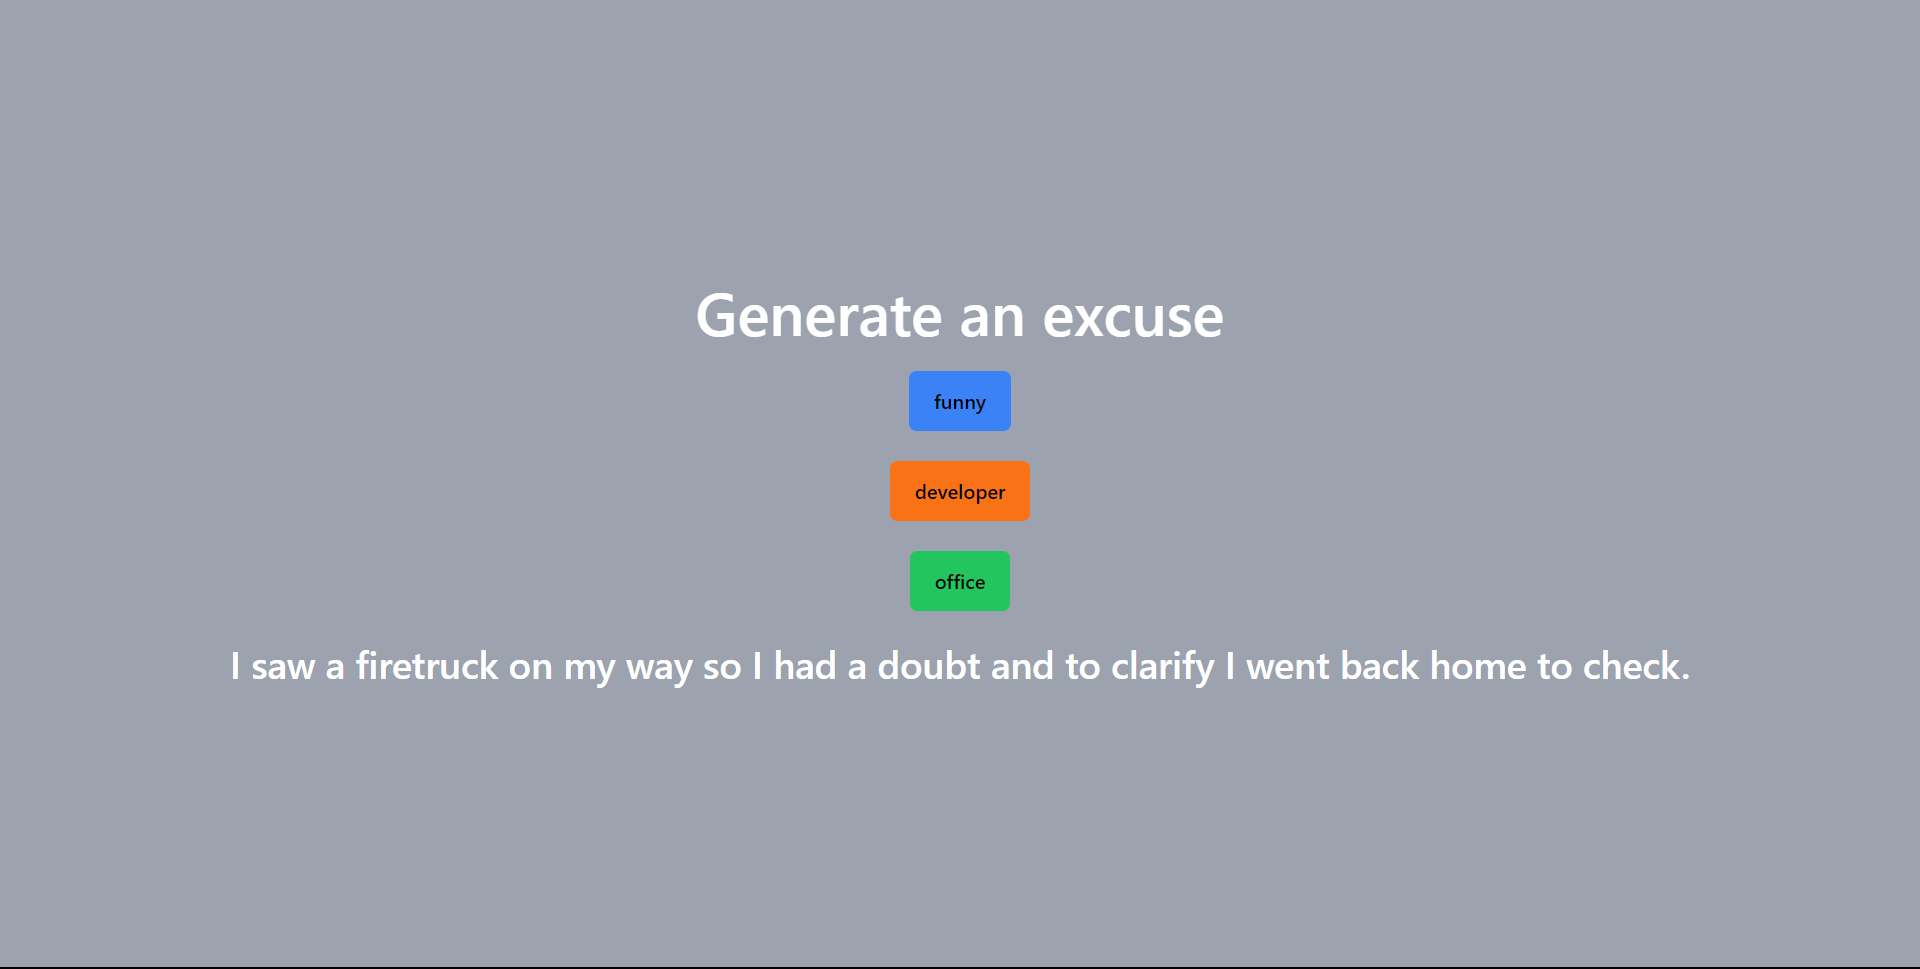 Generate an excuse
funny
developer
office
I saw a firetruck on my way so I had a doubt and to clarify I went back home to check.